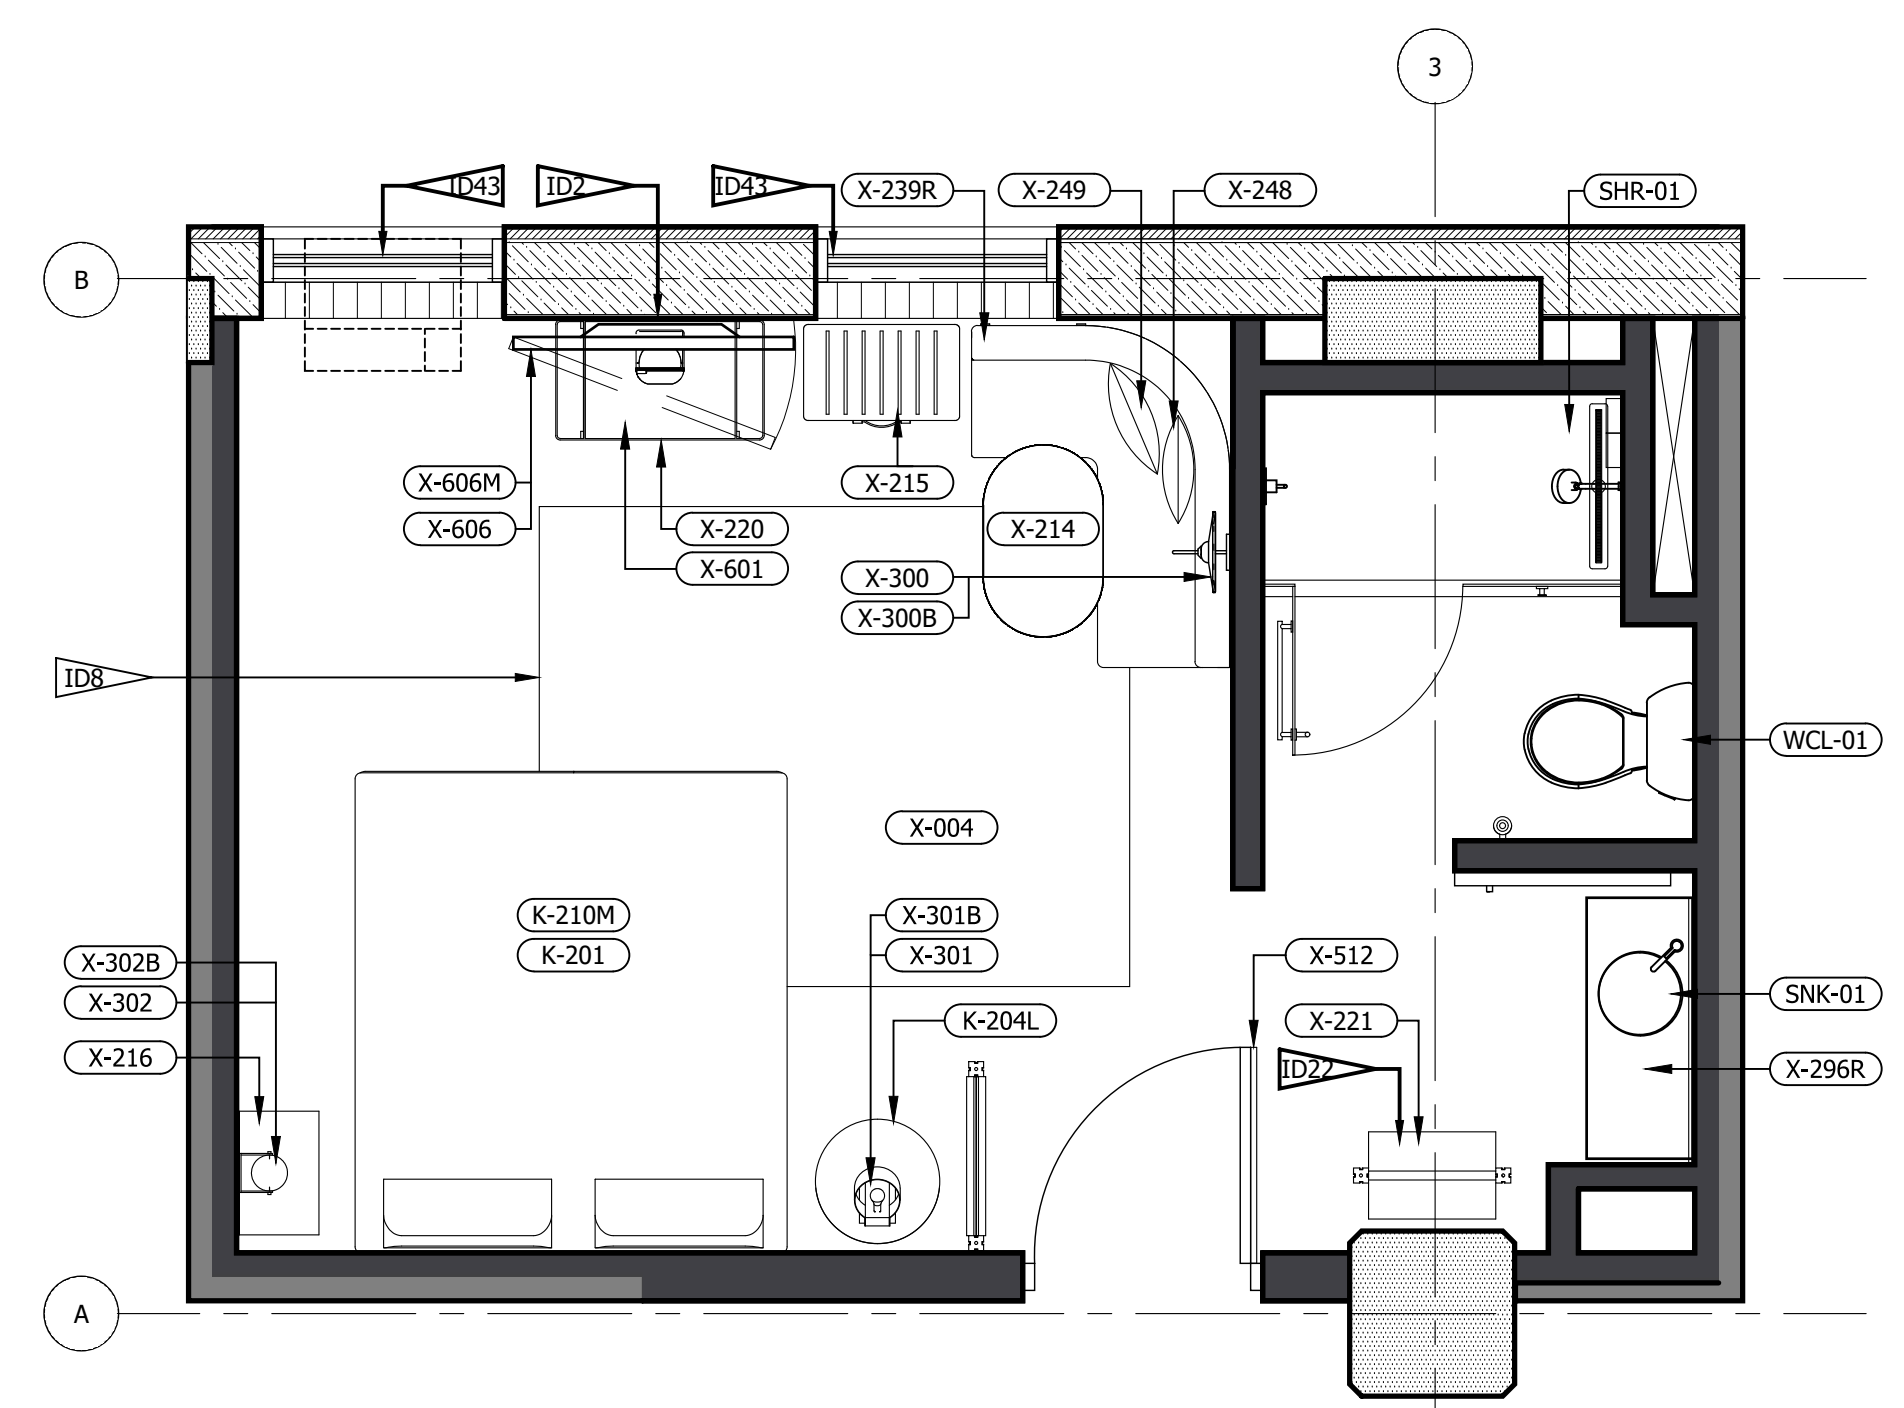 3
ID43
ID2
ID43
X-239R
X-249
X-248
SHR-01
B
X-606M
X-215
X-606
X-220
X-214
X-601
X-300
X-300B
ID8
WCL-01
X-004
K-210M
X-301B
K-201
X-301
X-512
X-302B
X-302
SNK-01
K-204L
X-221
X-216
ID22
X-296R
A